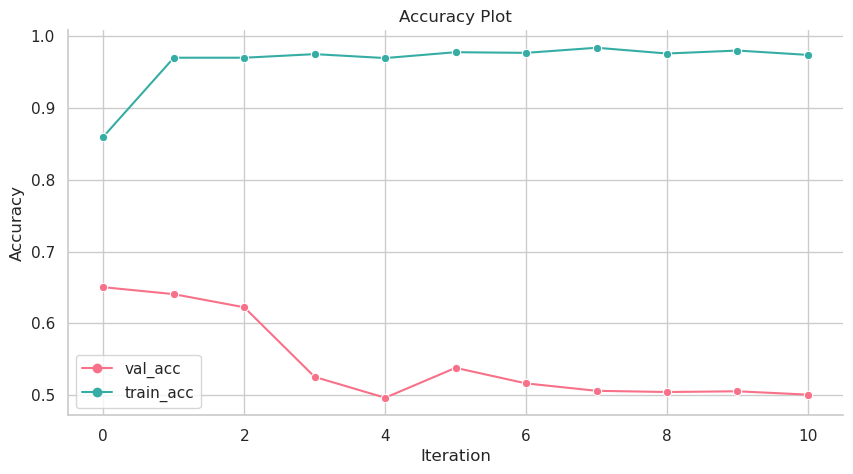 Accuracy Plot
1.0
0.9
0.8
0.7
0.6
0.5
Accuracy
val_acc
train_acc
0 2 4 6 8 10
Iteration